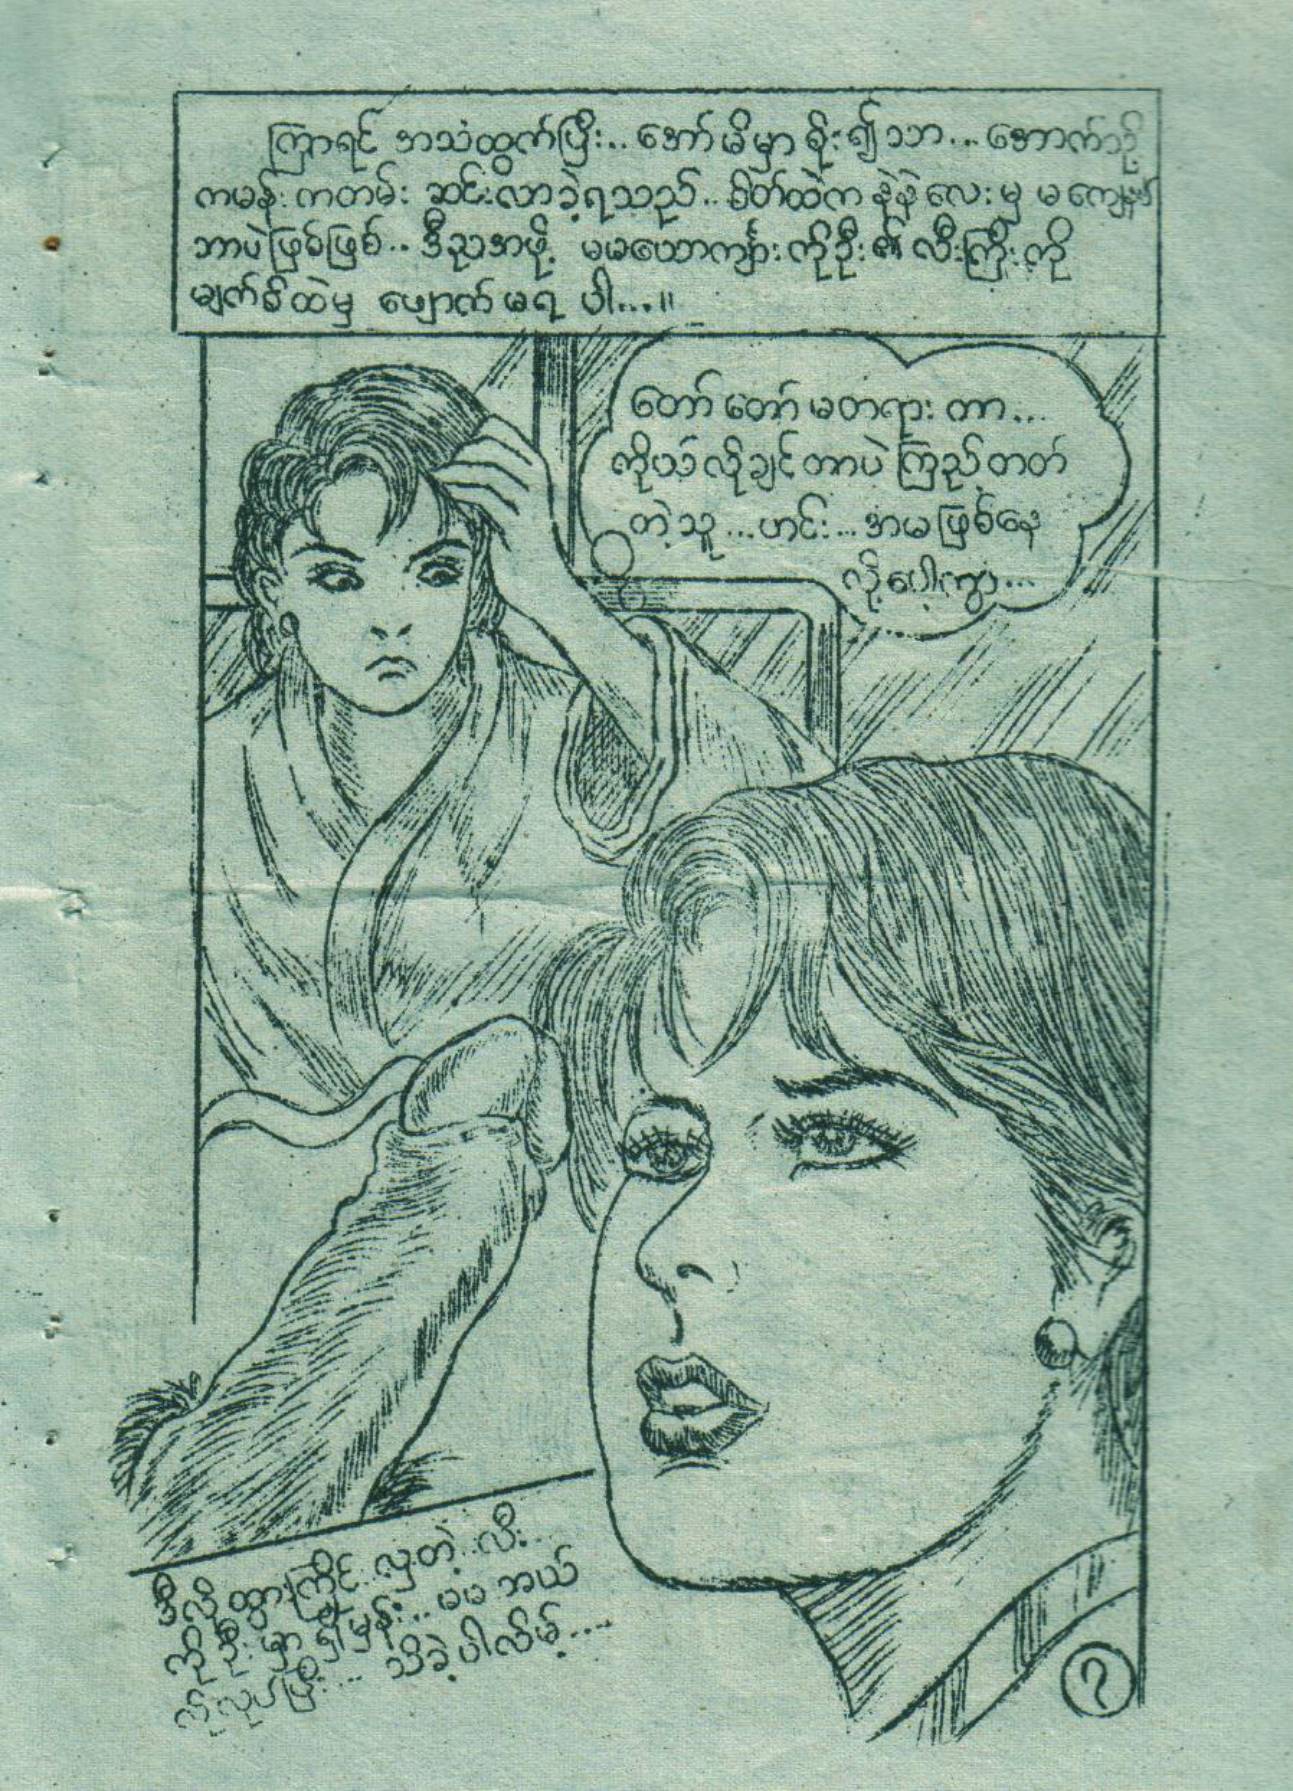 ကြာရင် အသံထွက်ပြီး.. အော်မိမှာ စိုး၍သာ... အောက်သို့
ကမန်းကတမ်း ဆင်းလာခဲ့ရသည်.. စိတ်ထဲက နဲနဲလေးမှ မကျေနပ်
ဘာပဲဖြစ်ဖြစ်.. ဒီညအဖို့ မမယောကျ်ား ကိုဦး၏ လီးကြီးကို
မျက်စိထဲမှ ဖျောက်မရ ပါ...။
တော်တော် မတရား တာ...
ကိုယ်လိုချင်တာပဲ ကြည့်တတ်
တဲ့သူ...ဟင်း...အမဖြစ်နေ
လို့ပေါ့ကွာ...
ဒီလို ထွားကြိုင်း လှတဲ့..လီး..
ကိုဦးမှာ ရှိမှန်း.. မမ ဘယ်
လိုလုပ်ပြီး... သိခဲ့ပါလိမ့်....
၇